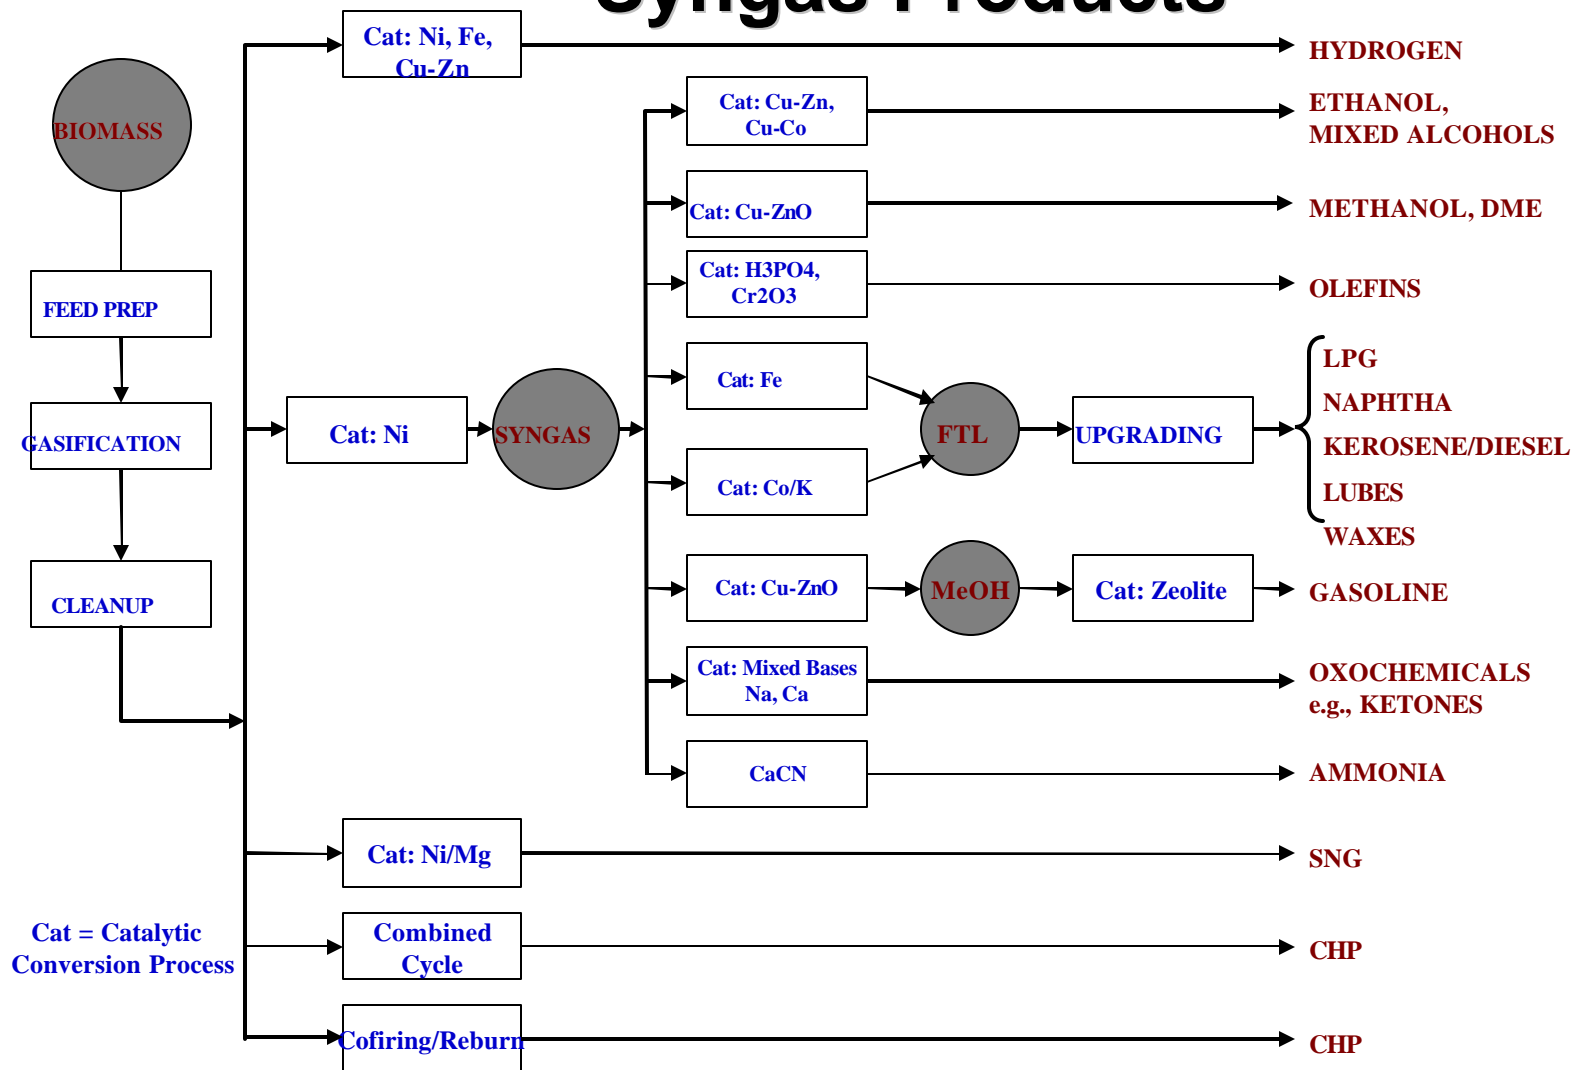 Syngas Products
Cat: Ni, Fe,
Cu-Zn
HYDROGEN
BIOMASS
Cat: Cu-Zn,
Cu-Co
ETHANOL,
MIXED ALCOHOLS
Cat: Cu-ZnO
METHANOL, DME
FEED PREP
Cat: H3PO4,
Cr2O3
OLEFINS
Cat: Fe
LPG
NAPHTHA
GASIFICATION
Cat: Ni
SYNGAS
FTL
UPGRADING
KEROSENE/DIESEL
Cat: Co/K
LUBES
WAXES
CLEANUP
Cat: Cu-ZnO
MeOH
Cat: Zeolite
GASOLINE
Cat: Mixed Bases
Na, Ca
OXOCHEMICALS
e.g., KETONES
CaCN
AMMONIA
Cat: Ni/Mg
SNG
Cat = Catalytic
Conversion Process
Combined
Cycle
CHP
Cofiring/Reburn
CHP